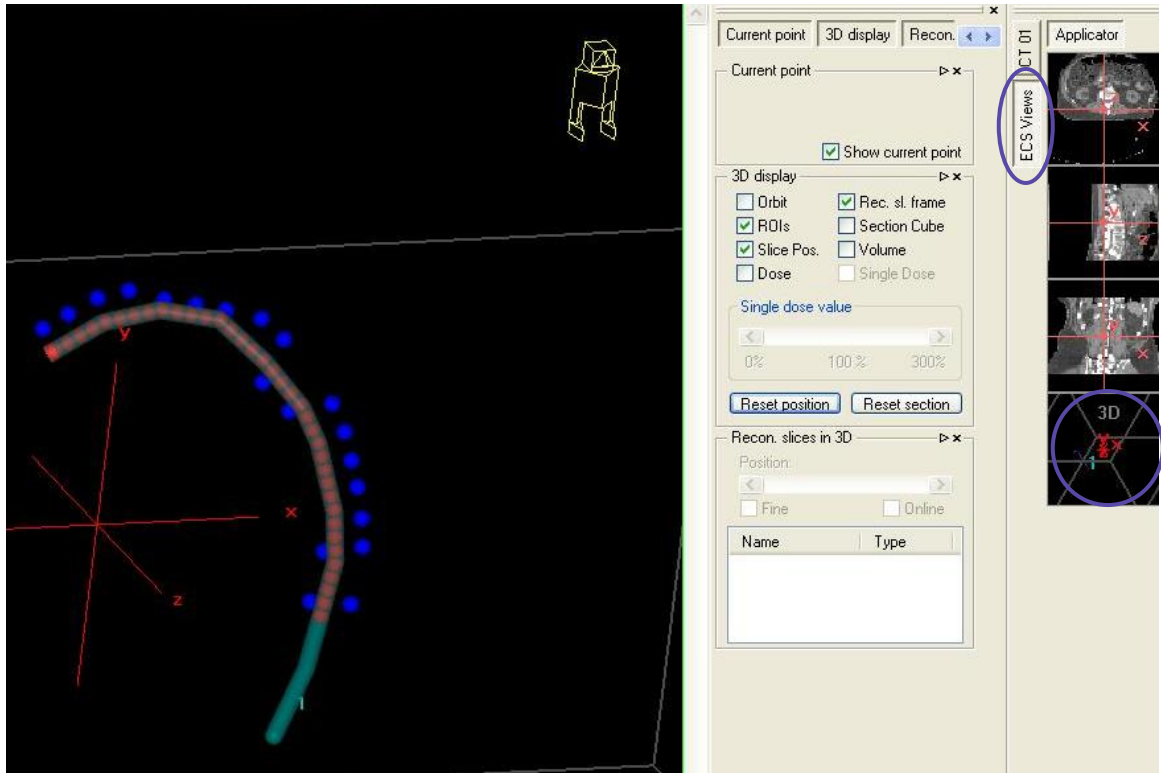 y
x
z
1
Current point
3D display
Recon.
Current point
Show current point
3D display
Orbit
Rec. sl. frame
ROIs
Section Cube
Slice Pos.
Volume
Dose
Single Dose
Single dose value
0%
100 %
300%
Reset position
Reset section
Recon. slices in 3D
Position:
Fine
Online
Name
Type
CT 01
ECS Views
Applicator
x
y
z
y
x
3D
x
1